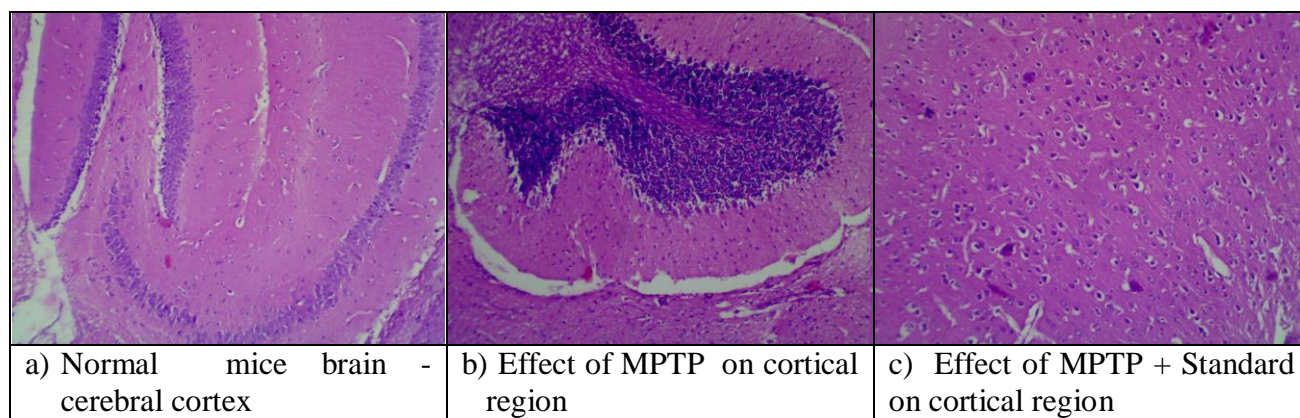 a) Normal mice brain -
cerebral cortex
b) Effect of MPTP on cortical
region
c) Effect of MPTP + Standard
on cortical region